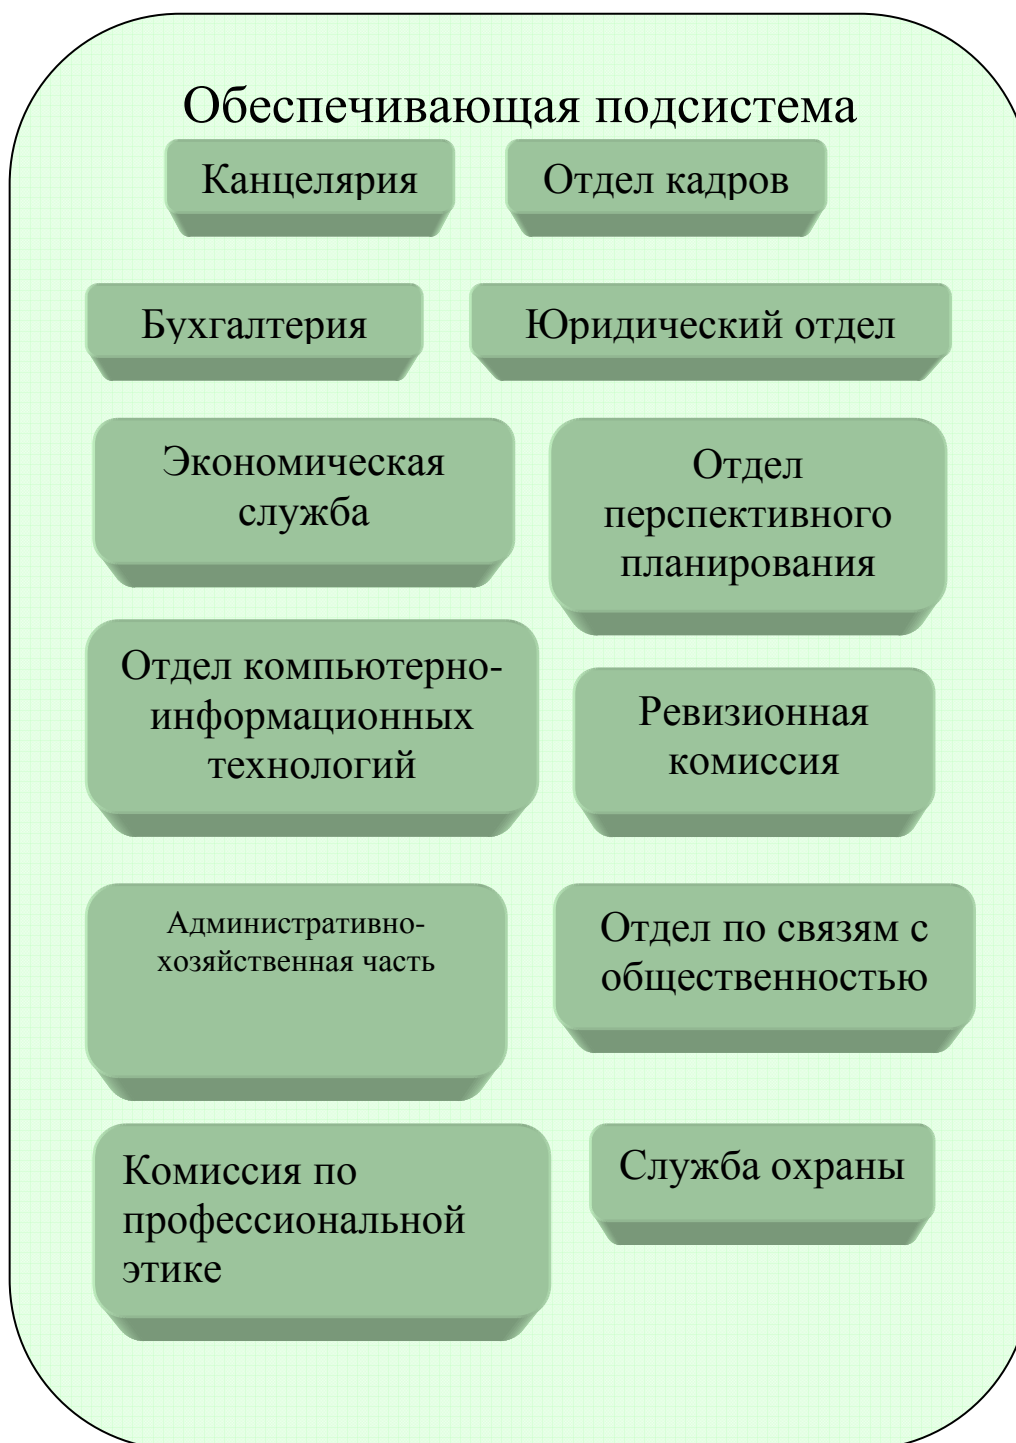 Обеспечивающая подсистема
Канцелярия
Отдел кадров
Бухгалтерия
Юридический отдел
Экономическая
служба
Отдел
перспективного
планирования
Отдел компьютерно-
информационных
технологий
Ревизионная
комиссия
Административно-
хозяйственная часть
Отдел по связям с
общественностью
Комиссия по
профессиональной
этике
Служба охраны